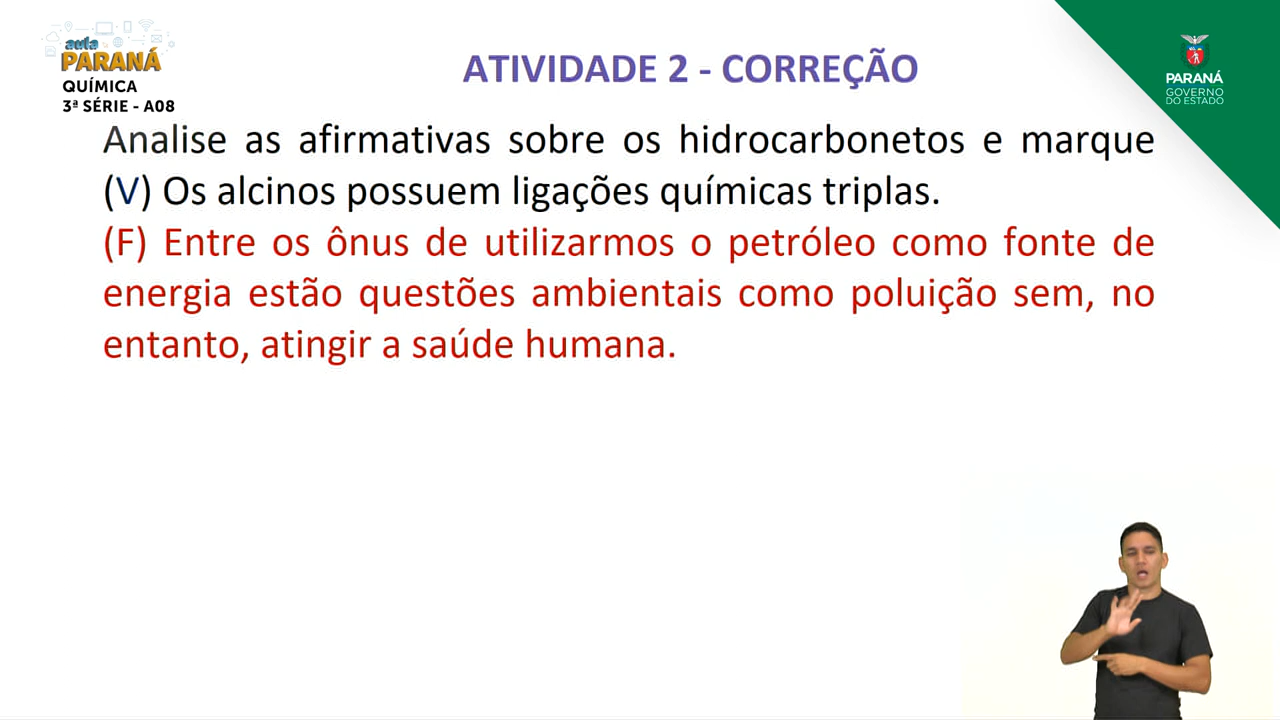 aula
PARANÁ
QUÍMICA
3ª SÉRIE - A08
ATIVIDADE 2 - CORREÇÃO
PARANÁ
GOVERNO
DO ESTADO
Analise as afirmativas sobre os hidrocarbonetos e marque
(V) Os alcinos possuem ligações químicas triplas.
(F) Entre os ônus de utilizarmos o petróleo como fonte de
energia estão questões ambientais como poluição sem, no
entanto, atingir a saúde humana.